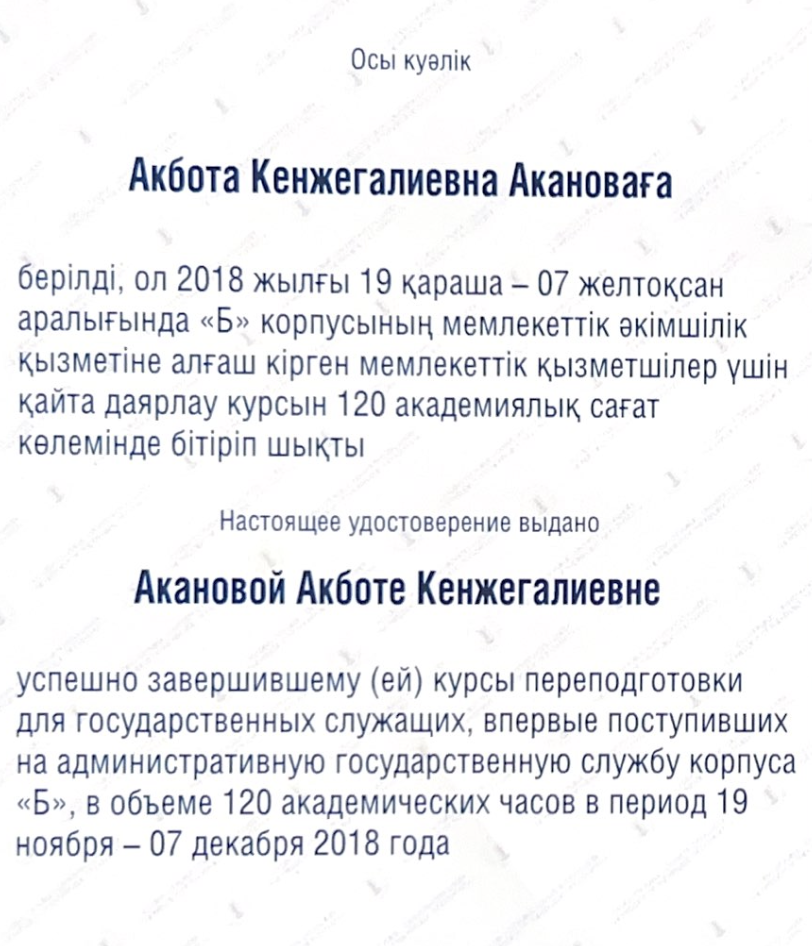 Осы куәлік
Акбота Кенжегалиевна Акановаға
берілді, ол 2018 жылғы 19 қараша – 07 желтоқсан
аралығында «Б» корпусының мемлекеттік әкімшілік
қызметіне алғаш кірген мемлекеттік қызметшілер үшін
қайта даярлау курсын 120 академиялық сағат
көлемінде бітіріп шықты
Настоящее удостоверение выдано
Акановой Акботе Кенжегалиевне
успешно завершившему (ей) курсы переподготовки
для государственных служащих, впервые поступивших
на административную государственную службу корпуса
«Б», в объеме 120 академических часов в период 19
ноября – 07 декабря 2018 года